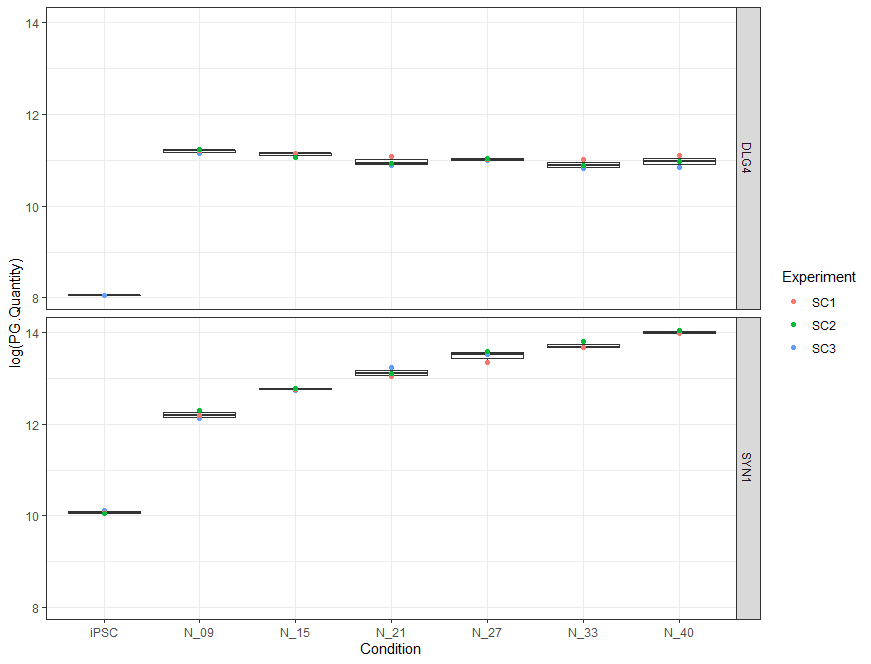 14
12
10
8
DLG4
14
12
10
8
SYN1
log(PG.Quantity)
iPSC N_09 N_15 N_21 N_27 N_33 N_40
Condition
Experiment
SC1
SC2
SC3